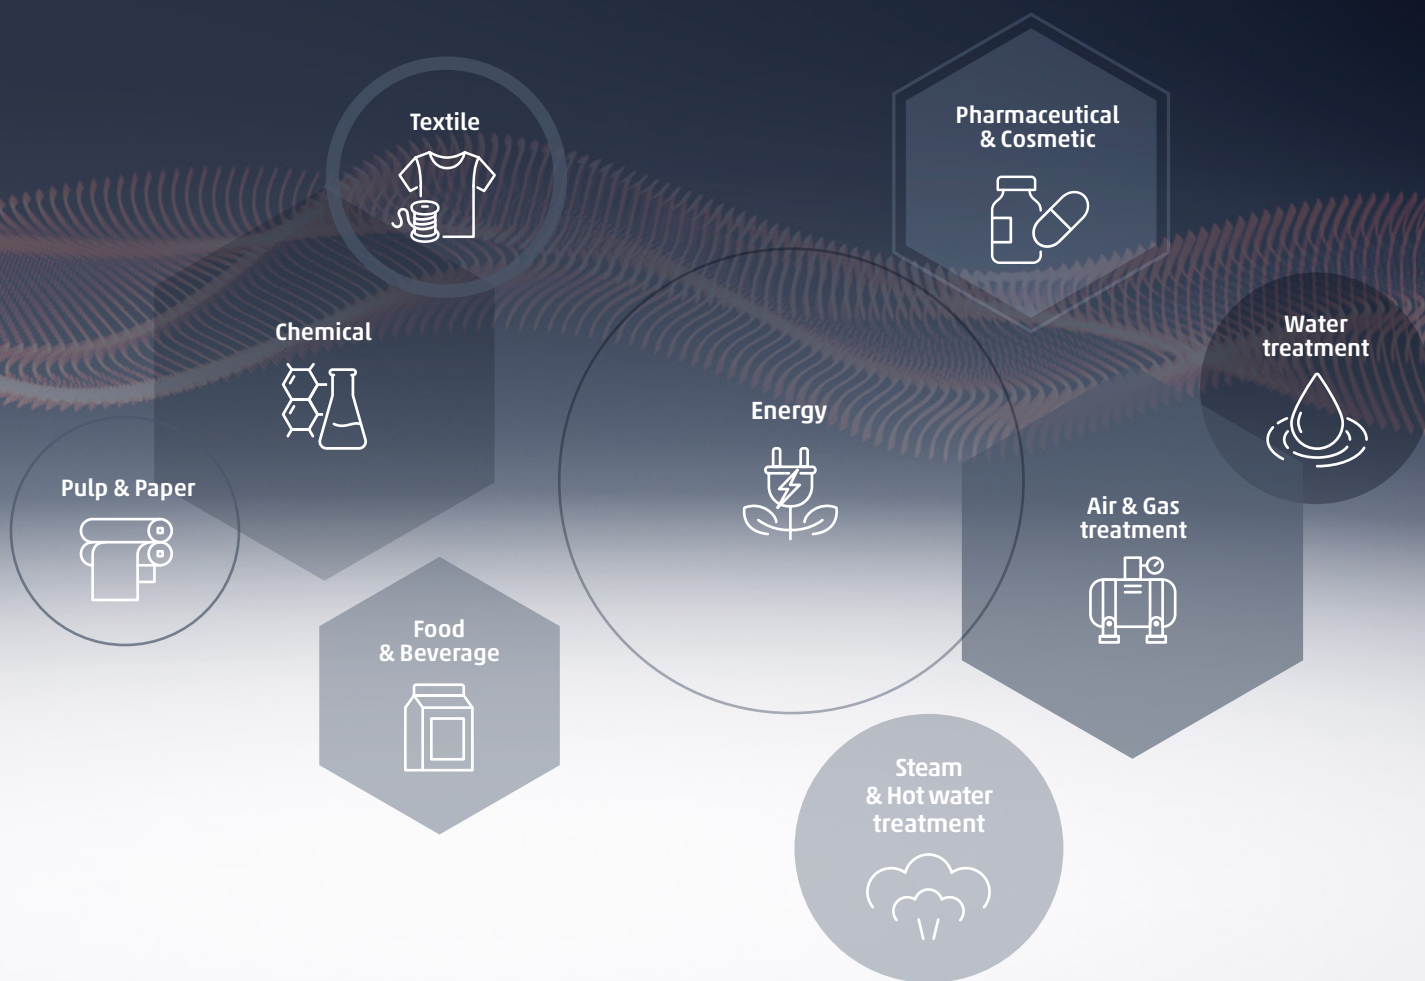 Textile
Pharmaceutical
& Cosmetic
Chemical
Water
treatment
Energy
Pulp & Paper
Air & Gas
treatment
Food
& Beverage
Steam
& Hot water
treatment